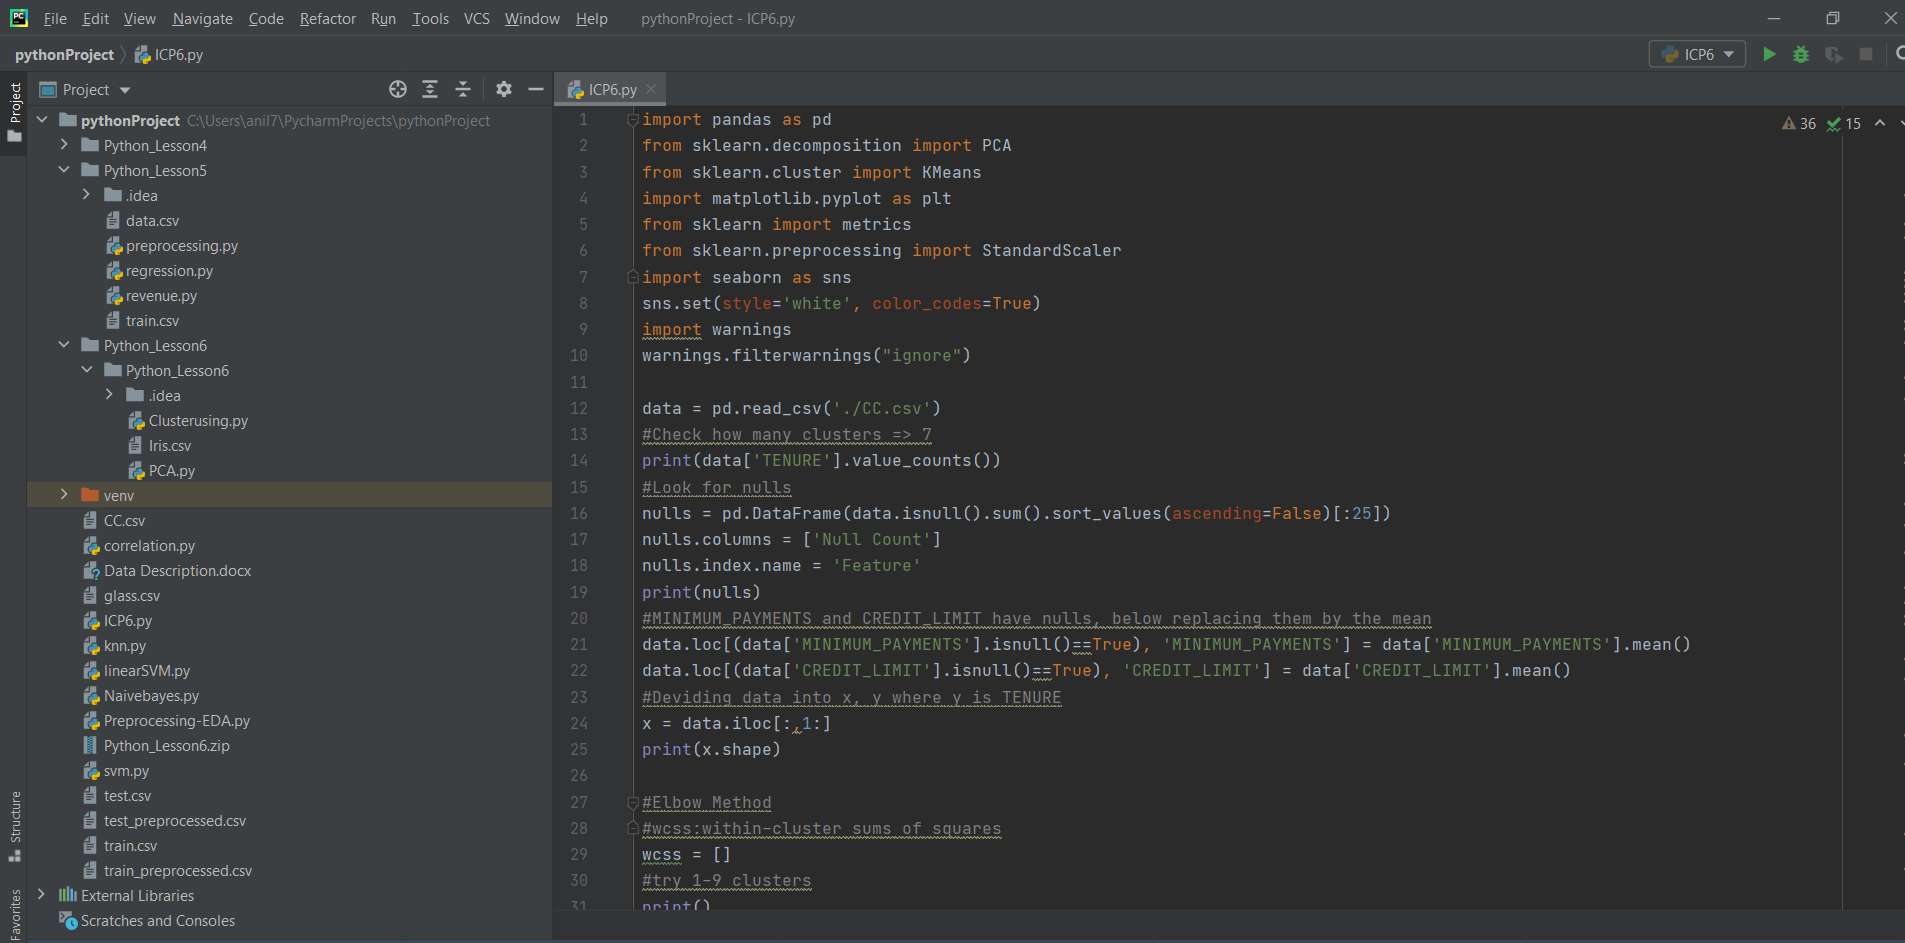 PC File Edit View Navigate Code Refactor Run Tools VCS Window Help pythonProject - ICP6.py
pythonProject ICP6.py ICP6
Project
Project
ICP6.py
pythonProject C:\Users\anil7\PycharmProjects\pythonProject
Python_Lesson4
Python_Lesson5
.idea
data.csv
preprocessing.py
regression.py
revenue.py
train.csv
Python_Lesson6
Python_Lesson6
.idea
Clusterusing.py
Iris.csv
PCA.py
venv
CC.csv
correlation.py
Data Description.docx
glass.csv
ICP6.py
knn.py
linearSVM.py
Naivebayes.py
Preprocessing-EDA.py
Python_Lesson6.zip
svm.py
test.csv
test_preprocessed.csv
train.csv
train_preprocessed.csv
External Libraries
Scratches and Consoles
Structure
Favorites
36 15
1 import pandas as pd
2 from sklearn.decomposition import PCA
3 from sklearn.cluster import KMeans
4 import matplotlib.pyplot as plt
5 from sklearn import metrics
6 from sklearn.preprocessing import StandardScaler
7 import seaborn as sns
8 sns.set(style='white', color_codes=True)
9 import warnings
10 warnings.filterwarnings("ignore")
11
12 data = pd.read_csv('./CC.csv')
13 #Check how many clusters => 7
14 print(data['TENURE'].value_counts())
15 #Look for nulls
16 nulls = pd.DataFrame(data.isnull().sum().sort_values(ascending=False)[:25])
17 nulls.columns = ['Null Count']
18 nulls.index.name = 'Feature'
19 print(nulls)
20 #MINIMUM_PAYMENTS and CREDIT_LIMIT have nulls, below replacing them by the mean
21 data.loc[(data['MINIMUM_PAYMENTS'].isnull()==True), 'MINIMUM_PAYMENTS'] = data['MINIMUM_PAYMENTS'].mean()
22 data.loc[(data['CREDIT_LIMIT'].isnull()==True), 'CREDIT_LIMIT'] = data['CREDIT_LIMIT'].mean()
23 #Deviding data into x, y where y is TENURE
24 x = data.iloc[:,1:]
25 print(x.shape)
26
27 #Elbow Method
28 #wcss:within-cluster sums of squares
29 wcss = []
30 #try 1-9 clusters
31 print()